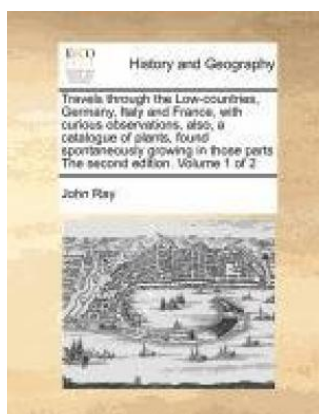 ECCO
History and Geography
Travels through the Low-countries,
Germany, Italy and France, with
curious observations, also, a
catalogue of plants, found
spontaneously growing in those parts
The second edition. Volume 1 of 2
John Ray